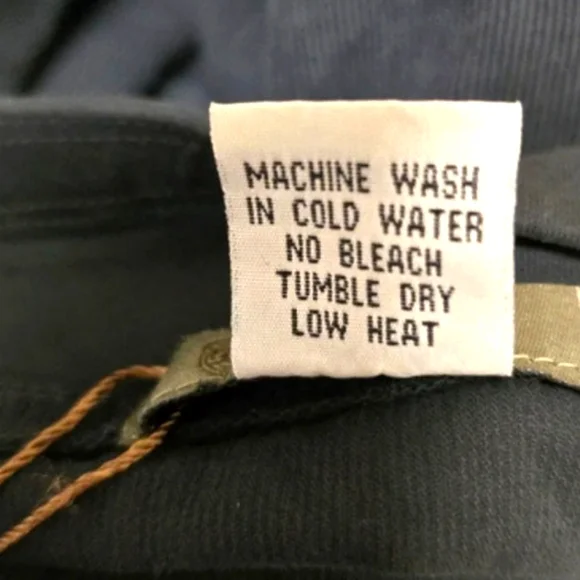 MACHINE WASH
IN COLD WATER
NO BLEACH
TUMBLE DRY
LOW HEAT